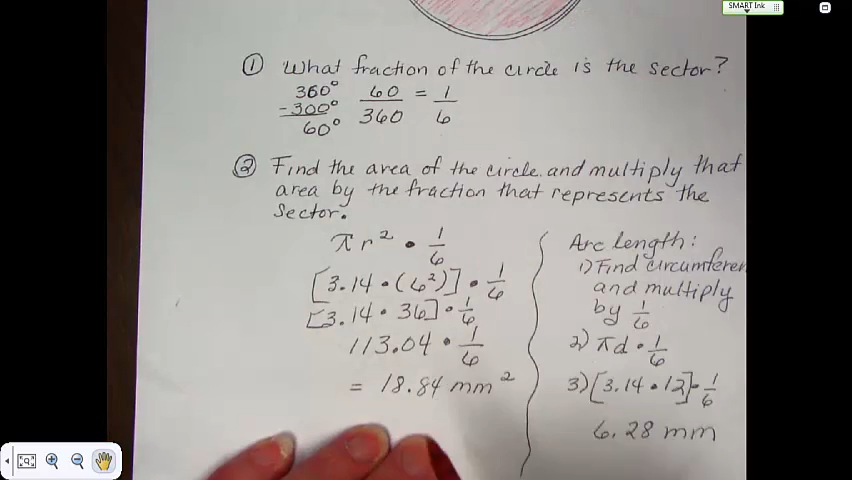 SMART Ink
① What fraction of the circle is the sector?
360°
- 300°
60°
60/360 = 1/6
② Find the area of the circle and multiply that
area by the fraction that represents the
sector.
πr² • 1/6
[3.14 • (6²)] • 1/6
[3.14 • 36] • 1/6
113.04 • 1/6
= 18.84 mm²
Arc length:
1) Find circumferen
and multiply
by 1/6
2) πd • 1/6
3) [3.14 • 12] • 1/6
6.28 mm